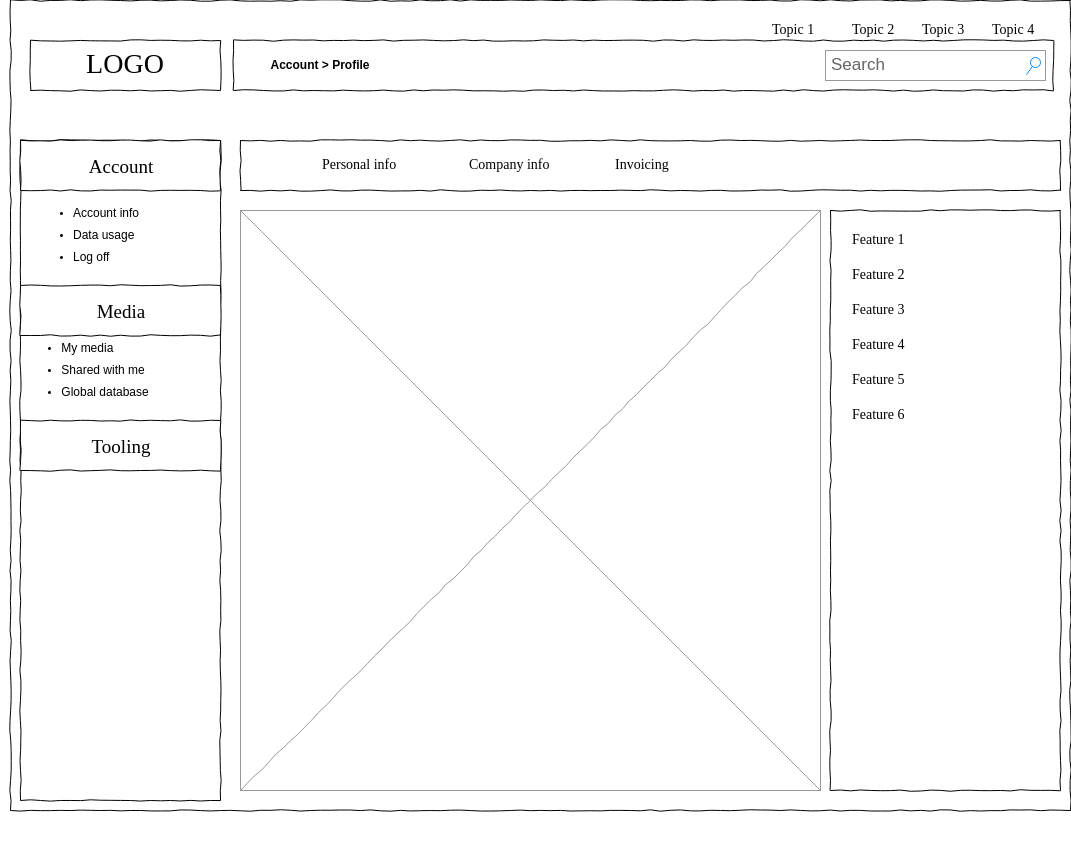 Topic 1 Topic 2 Topic 3 Topic 4
LOGO
Account > Profile
Search
Account
• Account info
• Data usage
• Log off
Media
• My media
• Shared with me
• Global database
Tooling
Personal info Company info Invoicing
Feature 1
Feature 2
Feature 3
Feature 4
Feature 5
Feature 6